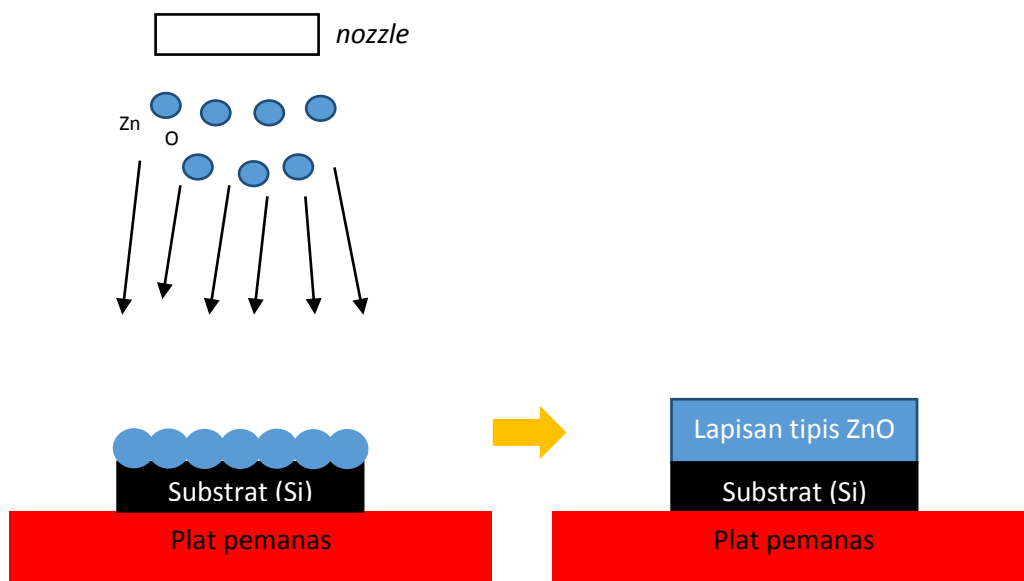 nozzle
Zn
O
Lapisan tipis ZnO
Substrat (Si)
Substrat (Si)
Plat pemanas
Plat pemanas